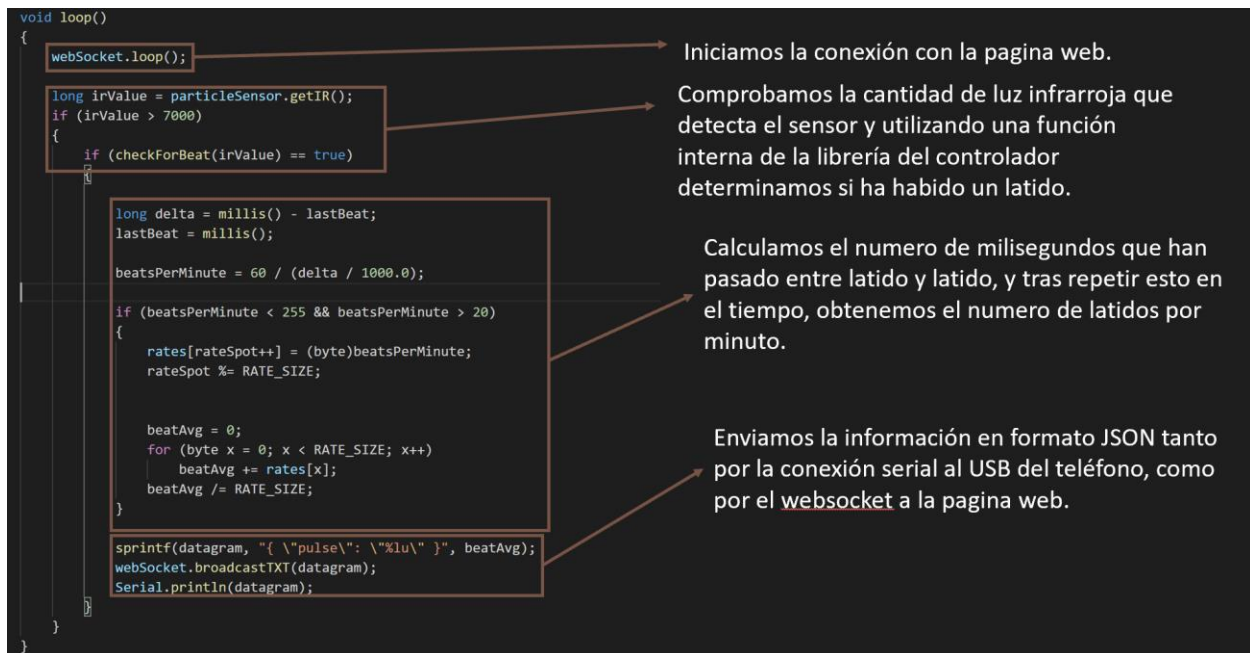 void loop()
{
webSocket.loop();
long irValue = particleSensor.getIR();
if (irValue > 7000)
{
if (checkForBeat(irValue) == true)
{
long delta = millis() - lastBeat;
lastBeat = millis();
beatsPerMinute = 60 / (delta / 1000.0);
if (beatsPerMinute < 255 && beatsPerMinute > 20)
{
rates[rateSpot++] = (byte)beatsPerMinute;
rateSpot %= RATE_SIZE;
beatAvg = 0;
for (byte x = 0; x < RATE_SIZE; x++)
beatAvg += rates[x];
beatAvg /= RATE_SIZE;
}
sprintf(datagram, "{ \"pulse\": \"%lu\" }", beatAvg);
webSocket.broadcastTXT(datagram);
Serial.println(datagram);
}
}
}
Iniciamos la conexión con la pagina web.
Comprobamos la cantidad de luz infrarroja que
detecta el sensor y utilizando una función
interna de la librería del controlador
determinamos si ha habido un latido.
Calculamos el numero de milisegundos que han
pasado entre latido y latido, y tras repetir esto en
el tiempo, obtenemos el numero de latidos por
minuto.
Enviamos la información en formato JSON tanto
por la conexión serial al USB del teléfono, como
por el websocket a la pagina web.